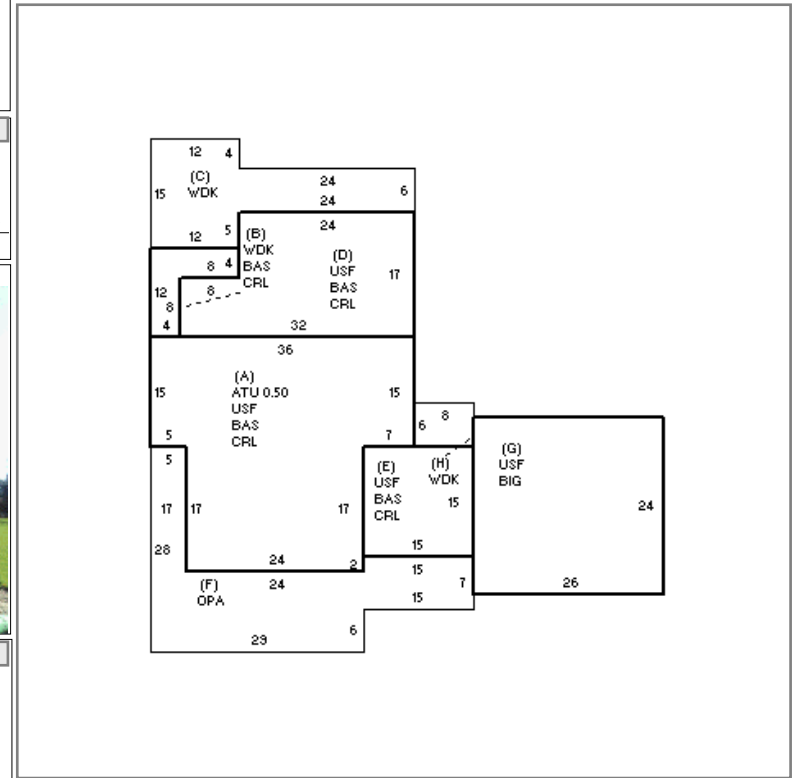 12 4
(C)
WDK
24
6
15
24
12
5
24
(B)
WDK
BAS
CRL
(D)
USF
BAS
CRL
17
8 4
8
12
8
4
32
36
(A)
ATU 0.50
USF
BAS
CRL
15
15
5
7
8
6
5
17
17
17
(E)
USF
BAS
CRL
(H)
WDK
15
(G)
USF
BIG
24
28
15
24
2
15
(F)
OPA
24
7
26
15
6
29